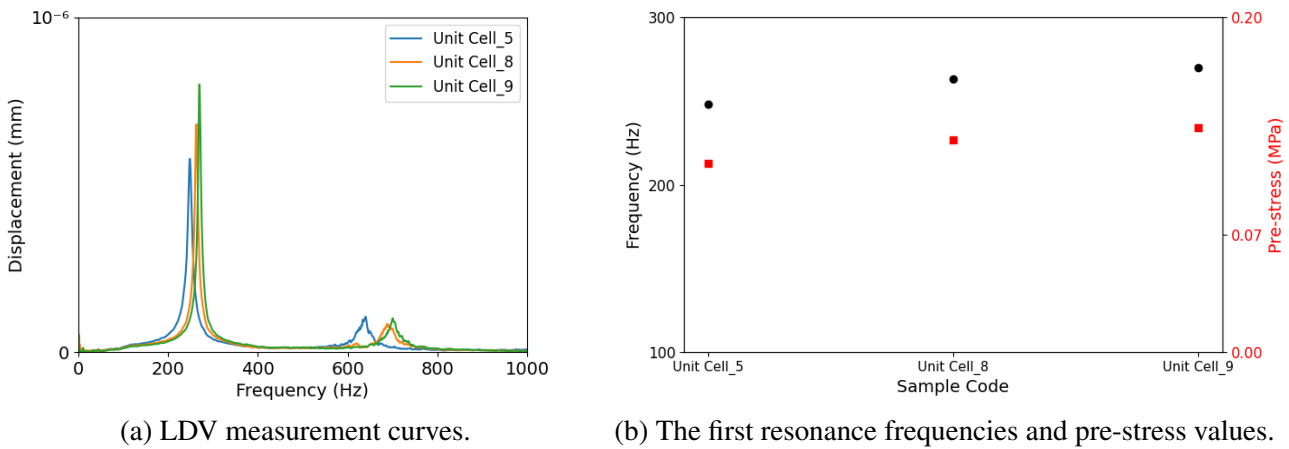 10⁻⁶
Displacement (mm)
0
Unit Cell_5
Unit Cell_8
Unit Cell_9
0 200 400 600 800 1000
Frequency (Hz)
(a) LDV measurement curves.
300
200
100
Frequency (Hz)
0.20
0.07
0.00
Pre-stress (MPa)
Unit Cell_5 Unit Cell_8 Unit Cell_9
Sample Code
(b) The first resonance frequencies and pre-stress values.